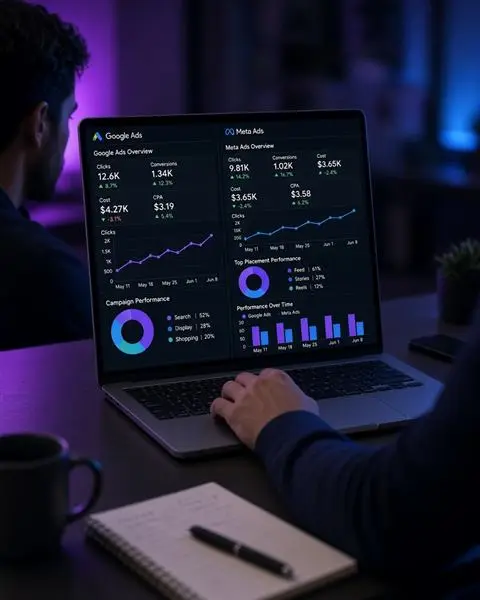 Google Ads
Google Ads Overview
Clicks
12.6K
▲ 8.7%
Conversions
1.34K
▲ 12.3%
Cost
$4.27K
▼ -3.1%
CPA
$3.19
▲ 5.4%
Clicks
2K
1.5K
1K
500
0
May 11
May 18
May 25
Jun 1
Jun 8
Campaign Performance
Search | 52%
Display | 28%
Shopping | 20%
Meta Ads
Meta Ads Overview
Clicks
9.81K
▲ 14.2%
Conversions
1.02K
▲ 16.7%
Cost
$3.65K
▼ -2.4%
Cost
$3.65K
▼ -2.4%
CPA
$3.58
▲ 6.2%
Clicks
2K
May 11
May 18
May 25
Jun 1
Jun 8
Top Placement Performance
Feed | 61%
Stories | 27%
Reels | 12%
Performance Over Time
Google Ads
Meta Ads
May 11
May 18
May 25
Jun 1
Jun 8